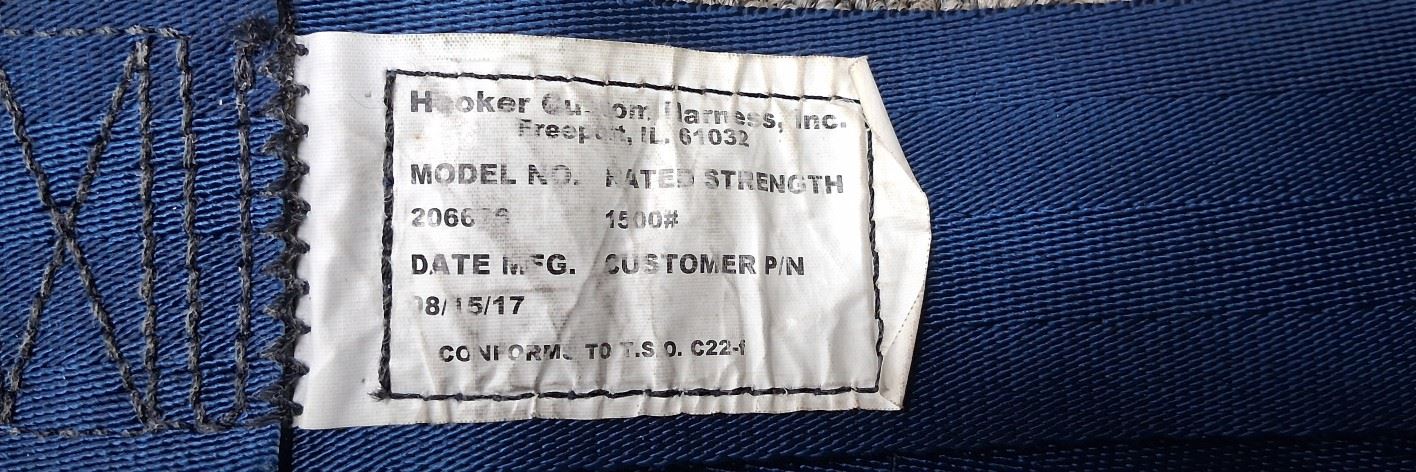 Hooker Custom Harness, Inc.
Freeport, IL. 61032
MODEL NO. RATED STRENGTH
1500#
DATE MFG. CUSTOMER P/N
08/15/17
CONFORMS TO T.S.O. C22-f